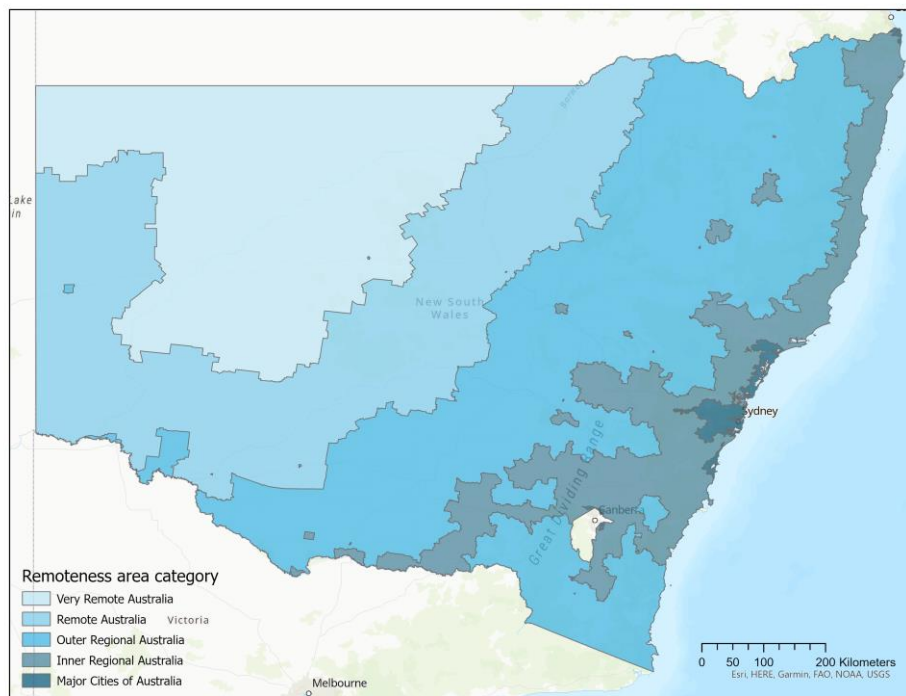 Lake
New South
Wales
Sydney
Great Dividing Range
Canberra
Remoteness area category
Very Remote Australia
Remote Australia
Victoria
Outer Regional Australia
Inner Regional Australia
Major Cities of Australia
Melbourne
0 50 100 200 Kilometers
Esri, HERE, Garmin, FAO, NOAA, USGS